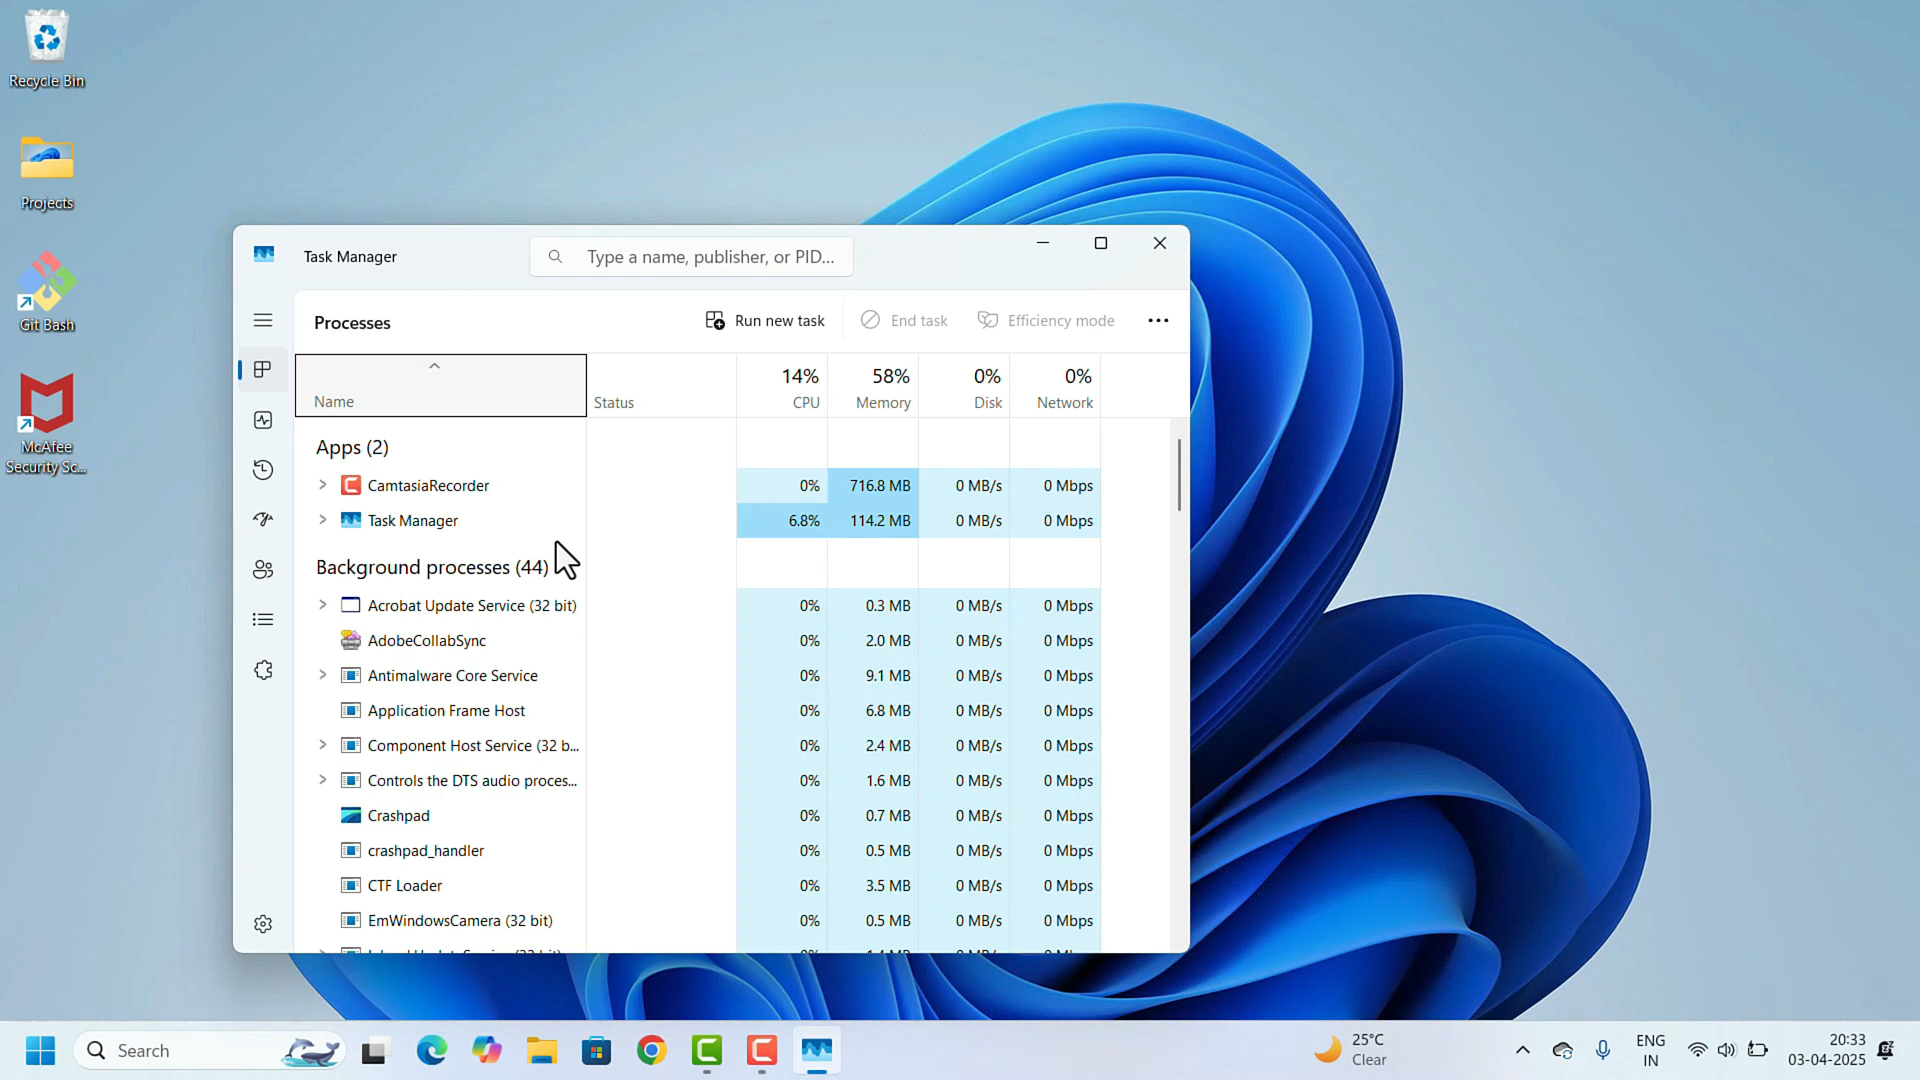 Recycle Bin
Projects
Git Bash
McAfee
Security Sc...
Task Manager
Type a name, publisher, or PID...
Processes
Run new task
End task
Efficiency mode
14% 58% 0% 0%
Name Status CPU Memory Disk Network
Apps (2)
CamtasiaRecorder 0% 716.8 MB 0 MB/s 0 Mbps
Task Manager 6.8% 114.2 MB 0 MB/s 0 Mbps
Background processes (44)
Acrobat Update Service (32 bit) 0% 0.3 MB 0 MB/s 0 Mbps
AdobeCollabSync 0% 2.0 MB 0 MB/s 0 Mbps
Antimalware Core Service 0% 9.1 MB 0 MB/s 0 Mbps
Application Frame Host 0% 6.8 MB 0 MB/s 0 Mbps
Component Host Service (32 b... 0% 2.4 MB 0 MB/s 0 Mbps
Controls the DTS audio proces... 0% 1.6 MB 0 MB/s 0 Mbps
Crashpad 0% 0.7 MB 0 MB/s 0 Mbps
crashpad_handler 0% 0.5 MB 0 MB/s 0 Mbps
CTF Loader 0% 3.5 MB 0 MB/s 0 Mbps
EmWindowsCamera (32 bit) 0% 0.5 MB 0 MB/s 0 Mbps
Search
25°C
Clear
ENG
IN
20:33
03-04-2025